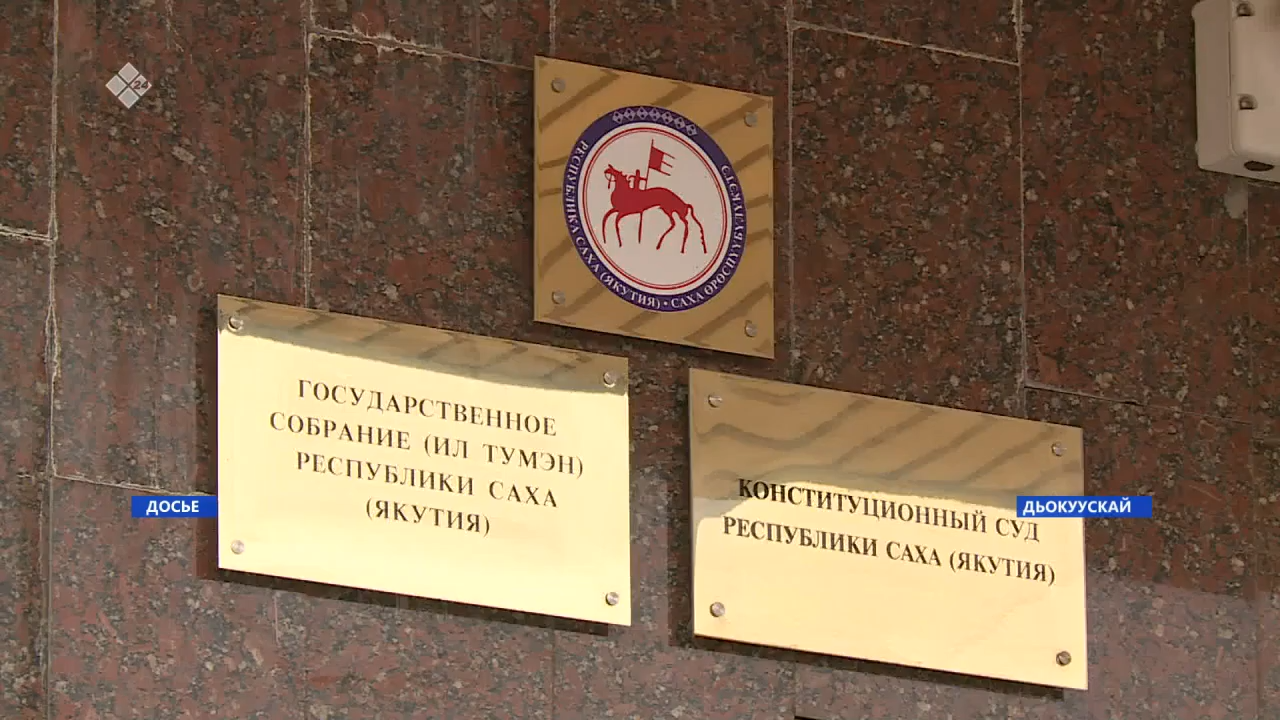 24
РЕСПУБЛИКА САХА (ЯКУТИЯ) • САХА ӨРӨСПҮҮБҮЛҮКЭТЭ
ГОСУДАРСТВЕННОЕ
СОБРАНИЕ (ИЛ ТУМЭН)
РЕСПУБЛИКИ САХА
(ЯКУТИЯ)
КОНСТИТУЦИОННЫЙ СУД
РЕСПУБЛИКИ САХА (ЯКУТИЯ)
ДОСЬЕ
ДЬОКУУСКАЙ